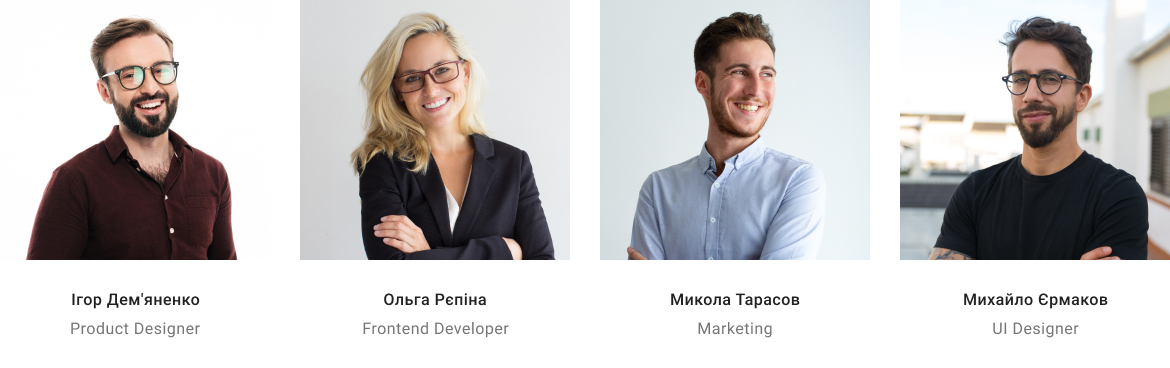 Ігор Дем'яненко
Product Designer
Ольга Рєпіна
Frontend Developer
Микола Тарасов
Marketing
Михайло Єрмаков
UI Designer